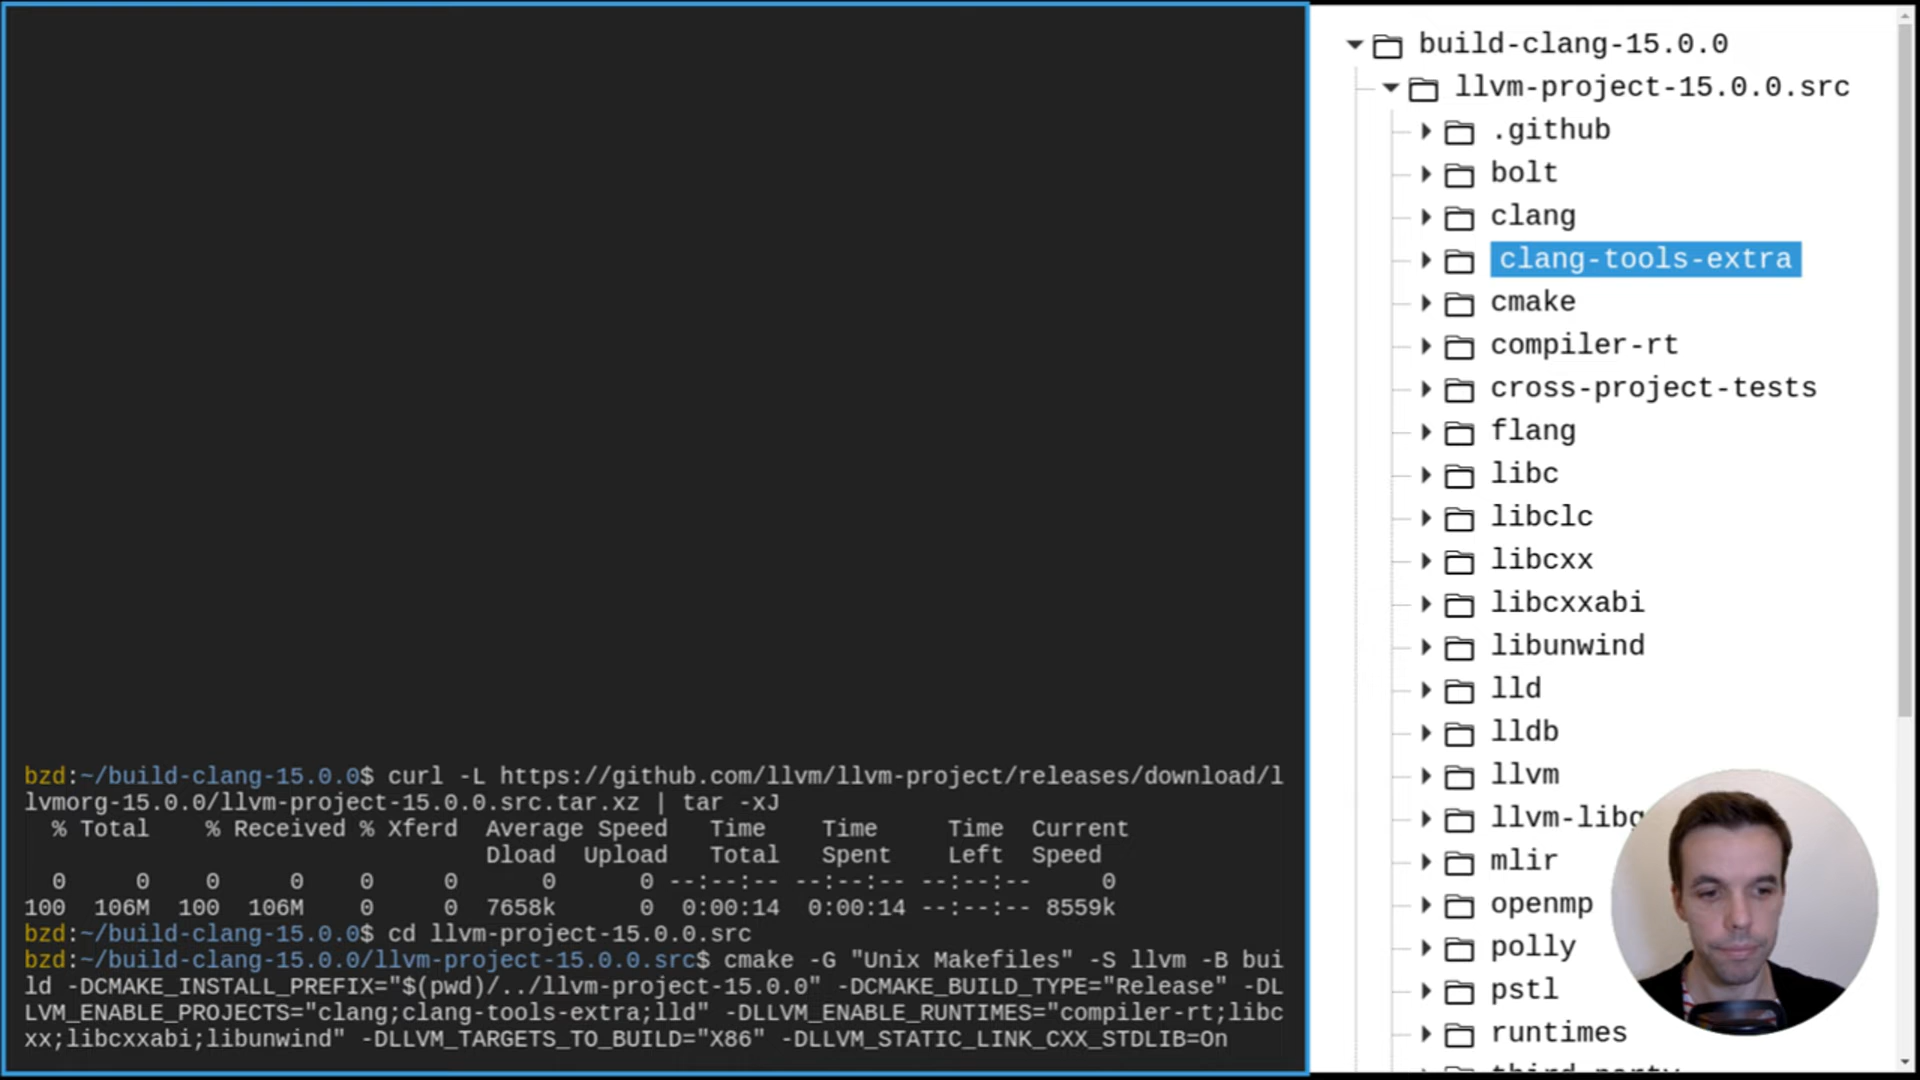 bzd:~/build-clang-15.0.0$ curl -L https://github.com/llvm/llvm-project/releases/download/l
lvmorg-15.0.0/llvm-project-15.0.0.src.tar.xz | tar -xJ
% Total % Received % Xferd Average Speed Time Time Time Current
Dload Upload Total Spent Left Speed
0 0 0 0 0 0 0 0 --:--:-- --:--:-- --:--:-- 0
100 106M 100 106M 0 0 7658k 0 0:00:14 0:00:14 --:--:-- 8559k
bzd:~/build-clang-15.0.0$ cd llvm-project-15.0.0.src
bzd:~/build-clang-15.0.0/llvm-project-15.0.0.src$ cmake -G "Unix Makefiles" -S llvm -B bui
ld -DCMAKE_INSTALL_PREFIX="$(pwd)/../llvm-project-15.0.0" -DCMAKE_BUILD_TYPE="Release" -DL
LVM_ENABLE_PROJECTS="clang;clang-tools-extra;lld" -DLLVM_ENABLE_RUNTIMES="compiler-rt;libc
xx;libcxxabi;libunwind" -DLLVM_TARGETS_TO_BUILD="X86" -DLLVM_STATIC_LINK_CXX_STDLIB=On
build-clang-15.0.0
llvm-project-15.0.0.src
.github
bolt
clang
clang-tools-extra
cmake
compiler-rt
cross-project-tests
flang
libc
libclc
libcxx
libcxxabi
libunwind
lld
lldb
llvm
mlir
openmp
polly
pstl
runtimes